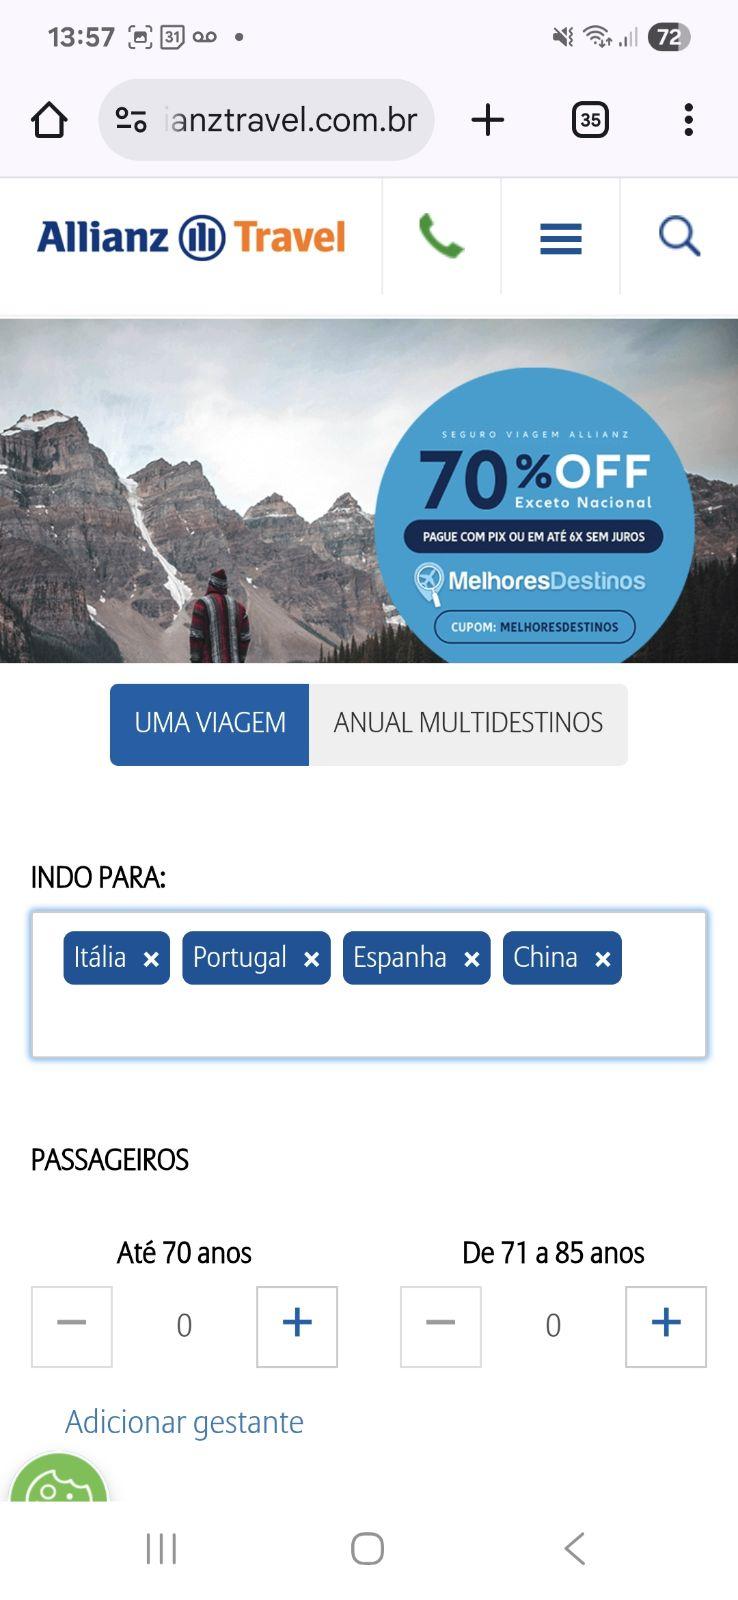 13:57
31
72
ianztravel.com.br
35
Allianz Travel
SEGURO VIAGEM ALLIANZ
70%OFF
Exceto Nacional
PAGUE COM PIX OU EM ATÉ 6X SEM JUROS
MelhoresDestinos
CUPOM: MELHORESDESTINOS
UMA VIAGEM
ANUAL MULTIDESTINOS
INDO PARA:
Itália × Portugal × Espanha × China ×
PASSAGEIROS
Até 70 anos
De 71 a 85 anos
− 0 +
− 0 +
Adicionar gestante